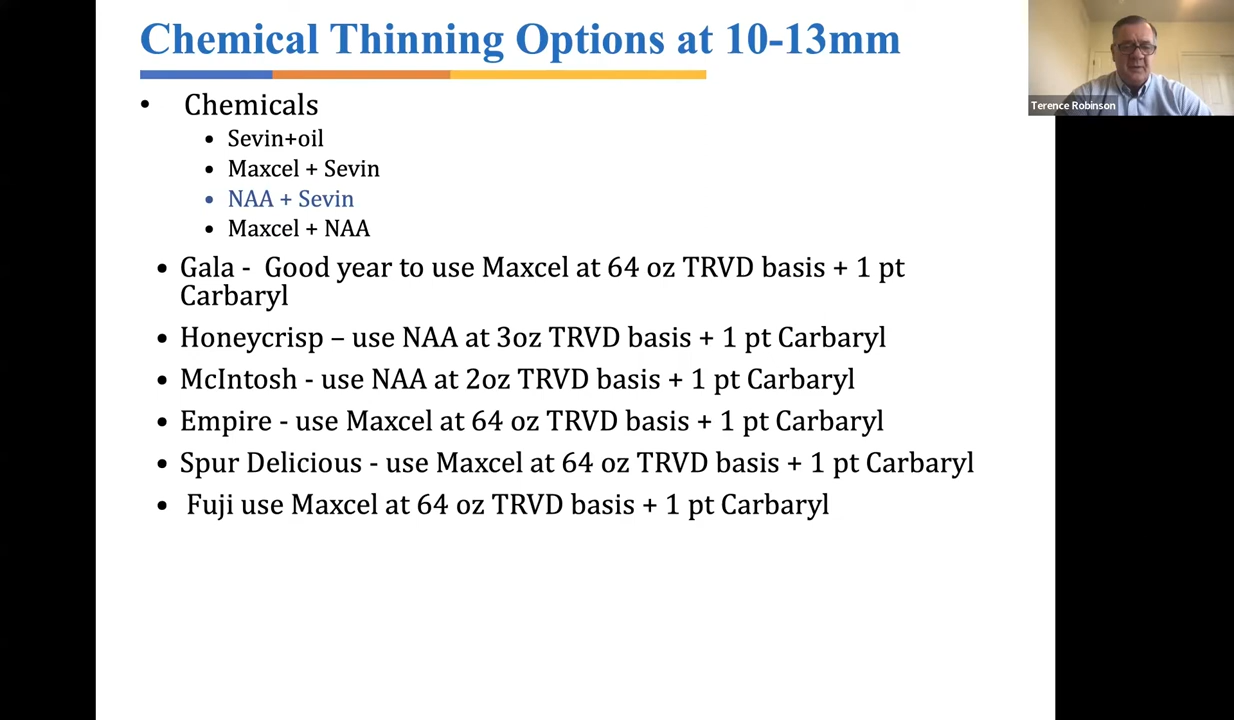 Chemical Thinning Options at 10-13mm
Terence Robinson
• Chemicals
• Sevin+oil
• Maxcel + Sevin
• NAA + Sevin
• Maxcel + NAA
• Gala - Good year to use Maxcel at 64 oz TRVD basis + 1 pt
Carbaryl
• Honeycrisp – use NAA at 3oz TRVD basis + 1 pt Carbaryl
• McIntosh - use NAA at 2oz TRVD basis + 1 pt Carbaryl
• Empire - use Maxcel at 64 oz TRVD basis + 1 pt Carbaryl
• Spur Delicious - use Maxcel at 64 oz TRVD basis + 1 pt Carbaryl
• Fuji use Maxcel at 64 oz TRVD basis + 1 pt Carbaryl